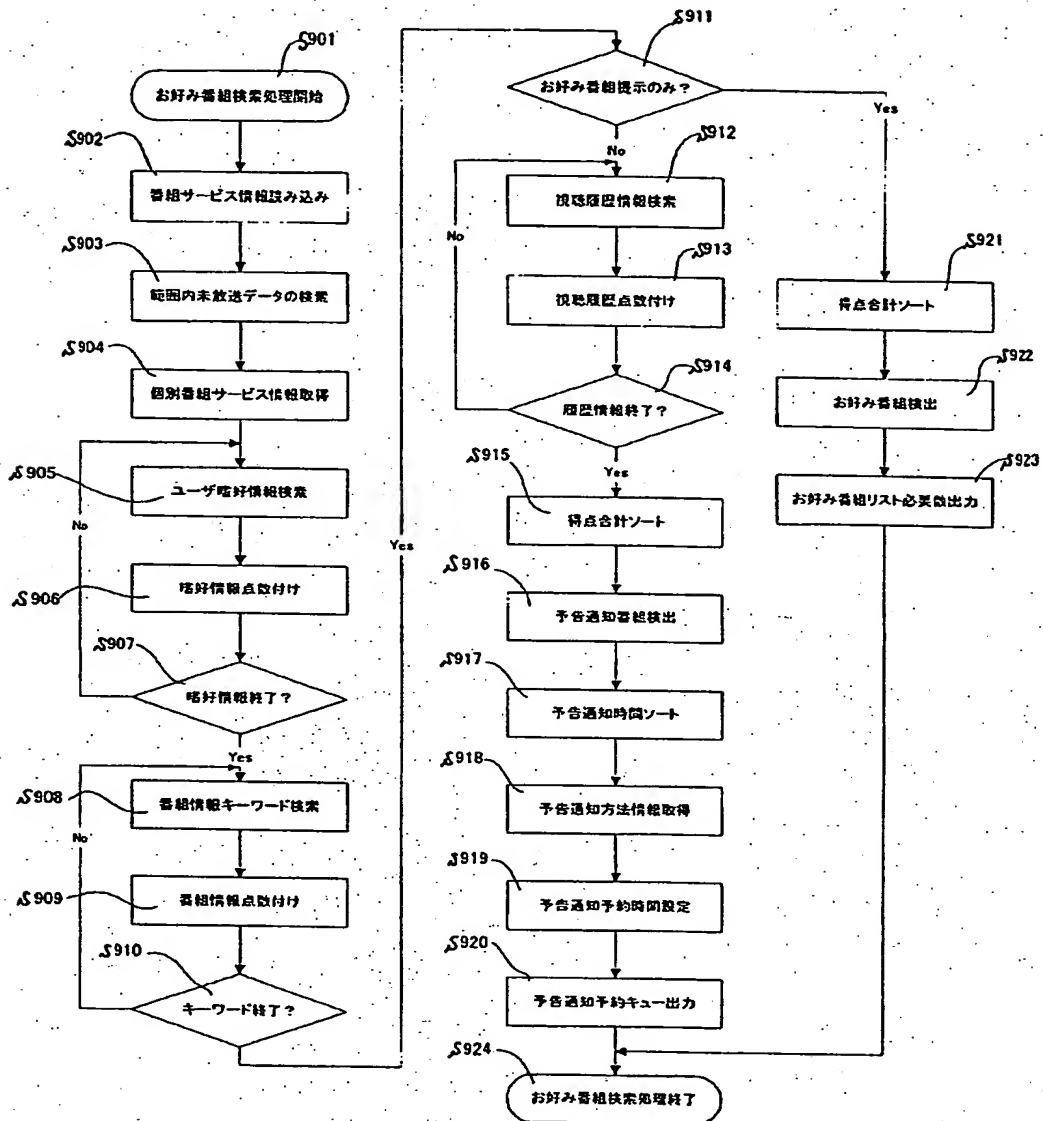 S901
お好み番組検索処理開始
S902
番組サービス情報読み込み
S903
範囲内未放送データの検索
S904
個別番組サービス情報取得
S905
ユーザ嗜好情報検索
S906
嗜好情報点数付け
S907
嗜好情報終了?
No
Yes
S908
番組情報キーワード検索
S909
番組情報点数付け
S910
キーワード終了?
No
Yes
S911
お好み番組提示のみ?
Yes
No
S912
視聴履歴情報検索
S913
視聴履歴点数付け
S914
履歴情報終了?
No
Yes
S915
得点合計ソート
S916
予告通知番組検出
S917
予告通知時間ソート
S918
予告通知方法情報取得
S919
予告通知予約時間設定
S920
予告通知予約キュー出力
S921
得点合計ソート
S922
お好み番組検出
S923
お好み番組リスト必要数出力
S924
お好み番組検索処理終了